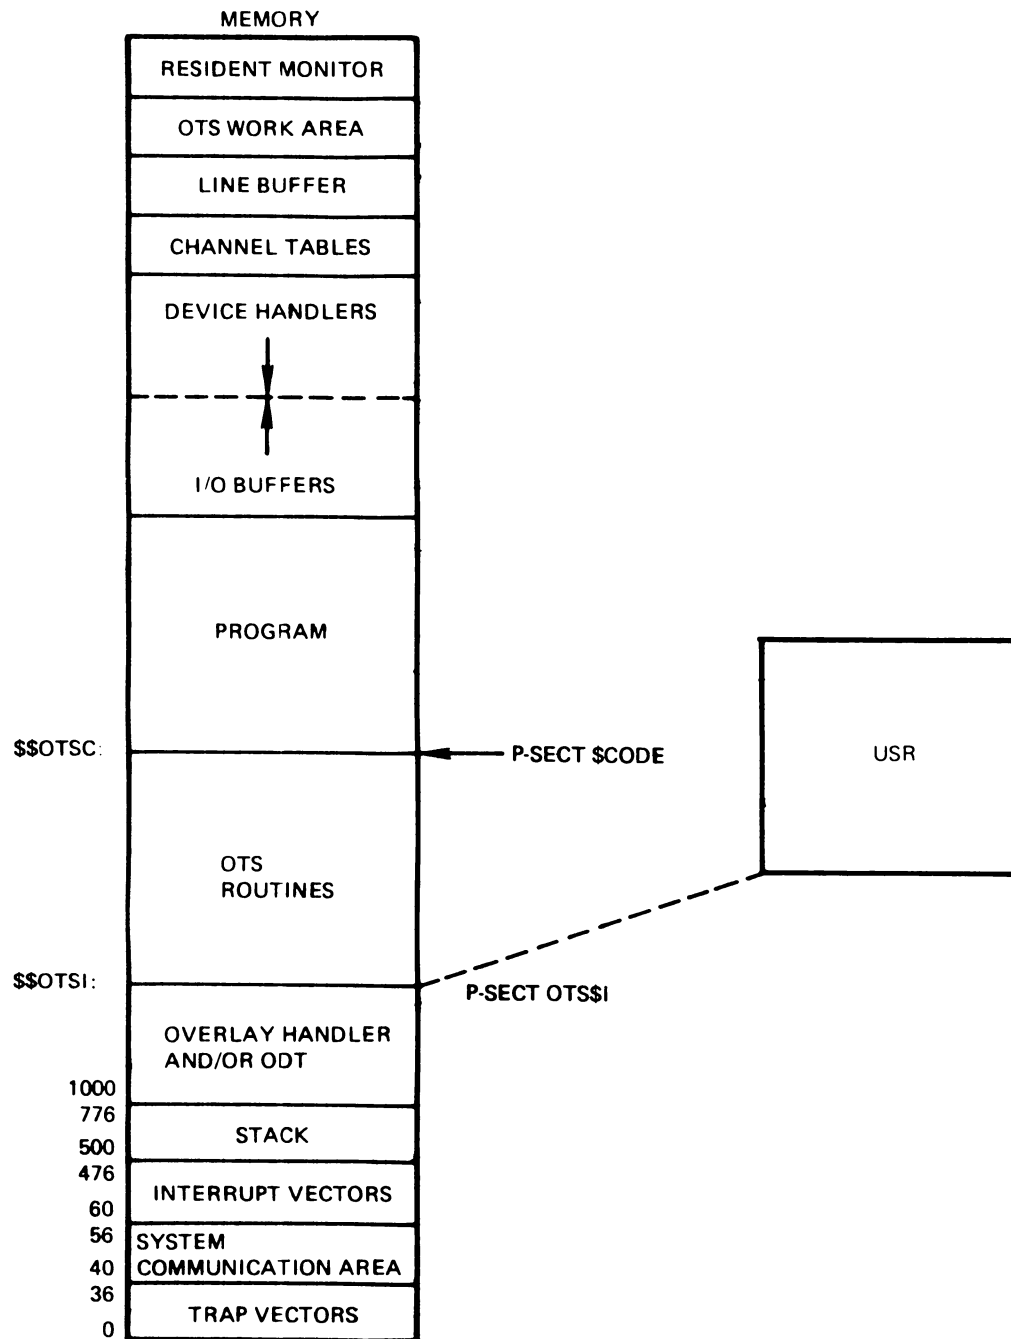 MEMORY
RESIDENT MONITOR
OTS WORK AREA
LINE BUFFER
CHANNEL TABLES
DEVICE HANDLERS
I/O BUFFERS
PROGRAM
$$OTSC:
P-SECT $CODE
USR
OTS
ROUTINES
$$OTSI:
P-SECT OTS$I
OVERLAY HANDLER
AND/OR ODT
1000
776
STACK
500
476
INTERRUPT VECTORS
60
56
SYSTEM
40 COMMUNICATION AREA
36
TRAP VECTORS
0